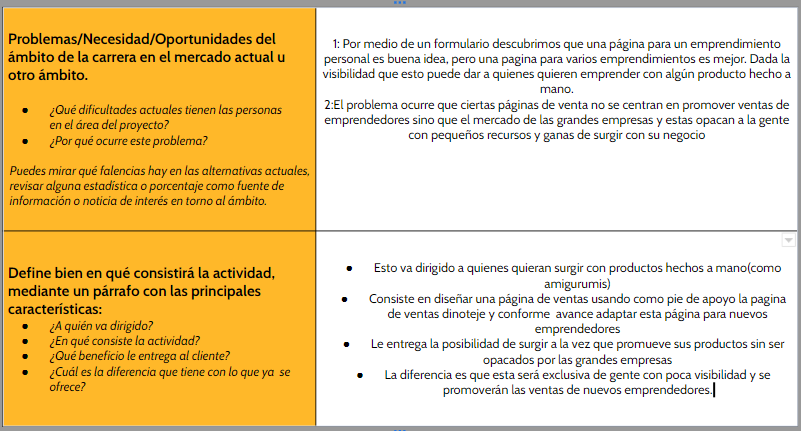 Problemas/Necesidad/Oportunidades del
ámbito de la carrera en el mercado actual u
otro ámbito.
● ¿Qué dificultades actuales tienen las personas
en el área del proyecto?
● ¿Por qué ocurre este problema?
Puedes mirar qué falencias hay en las alternativas actuales,
revisar alguna estadística o porcentaje como fuente de
información o noticia de interés en torno al ámbito.
1: Por medio de un formulario descubrimos que una página para un emprendimiento
personal es buena idea, pero una pagina para varios emprendimientos es mejor. Dada la
visibilidad que esto puede dar a quienes quieren emprender con algún producto hecho a
mano.
2:El problema ocurre que ciertas páginas de venta no se centran en promover ventas de
emprendedores sino que el mercado de las grandes empresas y estas opacan a la gente
con pequeños recursos y ganas de surgir con su negocio
Define bien en qué consistirá la actividad,
mediante un párrafo con las principales
características:
● ¿A quién va dirigido?
● ¿En qué consiste la actividad?
● ¿Qué beneficio le entrega al cliente?
● ¿Cuál es la diferencia que tiene con lo que ya se
ofrece?
● Esto va dirigido a quienes quieran surgir con productos hechos a mano(como
amigurumis)
● Consiste en diseñar una página de ventas usando como pie de apoyo la pagina
de ventas dinoteje y conforme avance adaptar esta página para nuevos
emprendedores
● Le entrega la posibilidad de surgir a la vez que promueve sus productos sin ser
opacados por las grandes empresas
● La diferencia es que esta será exclusiva de gente con poca visibilidad y se
promoverán las ventas de nuevos emprendedores.